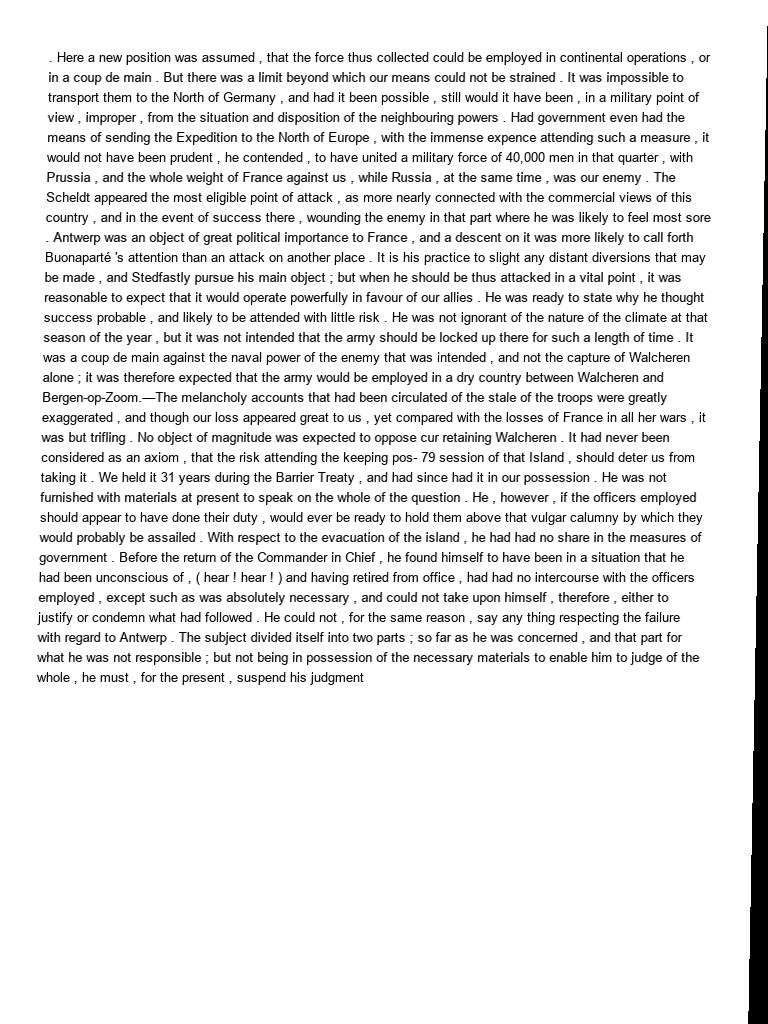 . Here a new position was assumed , that the force thus collected could be employed in continental operations , or
in a coup de main . But there was a limit beyond which our means could not be strained . It was impossible to
transport them to the North of Germany , and had it been possible , still would it have been , in a military point of
view , improper , from the situation and disposition of the neighbouring powers . Had government even had the
means of sending the Expedition to the North of Europe , with the immense expence attending such a measure , it
would not have been prudent , he contended , to have united a military force of 40,000 men in that quarter , with
Prussia , and the whole weight of France against us , while Russia , at the same time , was our enemy . The
Scheldt appeared the most eligible point of attack , as more nearly connected with the commercial views of this
country , and in the event of success there , wounding the enemy in that part where he was likely to feel most sore
. Antwerp was an object of great political importance to France , and a descent on it was more likely to call forth
Buonaparté 's attention than an attack on another place . It is his practice to slight any distant diversions that may
be made , and Stedfastly pursue his main object ; but when he should be thus attacked in a vital point , it was
reasonable to expect that it would operate powerfully in favour of our allies . He was ready to state why he thought
success probable , and likely to be attended with little risk . He was not ignorant of the nature of the climate at that
season of the year , but it was not intended that the army should be locked up there for such a length of time . It
was a coup de main against the naval power of the enemy that was intended , and not the capture of Walcheren
alone ; it was therefore expected that the army would be employed in a dry country between Walcheren and
Bergen-op-Zoom.—The melancholy accounts that had been circulated of the stale of the troops were greatly
exaggerated , and though our loss appeared great to us , yet compared with the losses of France in all her wars , it
was but trifling . No object of magnitude was expected to oppose cur retaining Walcheren . It had never been
considered as an axiom , that the risk attending the keeping pos- 79 session of that Island , should deter us from
taking it . We held it 31 years during the Barrier Treaty , and had since had it in our possession . He was not
furnished with materials at present to speak on the whole of the question . He , however , if the officers employed
should appear to have done their duty , would ever be ready to hold them above that vulgar calumny by which they
would probably be assailed . With respect to the evacuation of the island , he had had no share in the measures of
government . Before the return of the Commander in Chief , he found himself to have been in a situation that he
had been unconscious of , ( hear ! hear ! ) and having retired from office , had had no intercourse with the officers
employed , except such as was absolutely necessary , and could not take upon himself , therefore , either to
justify or condemn what had followed . He could not , for the same reason , say any thing respecting the failure
with regard to Antwerp . The subject divided itself into two parts ; so far as he was concerned , and that part for
what he was not responsible ; but not being in possession of the necessary materials to enable him to judge of the
whole , he must , for the present , suspend his judgment